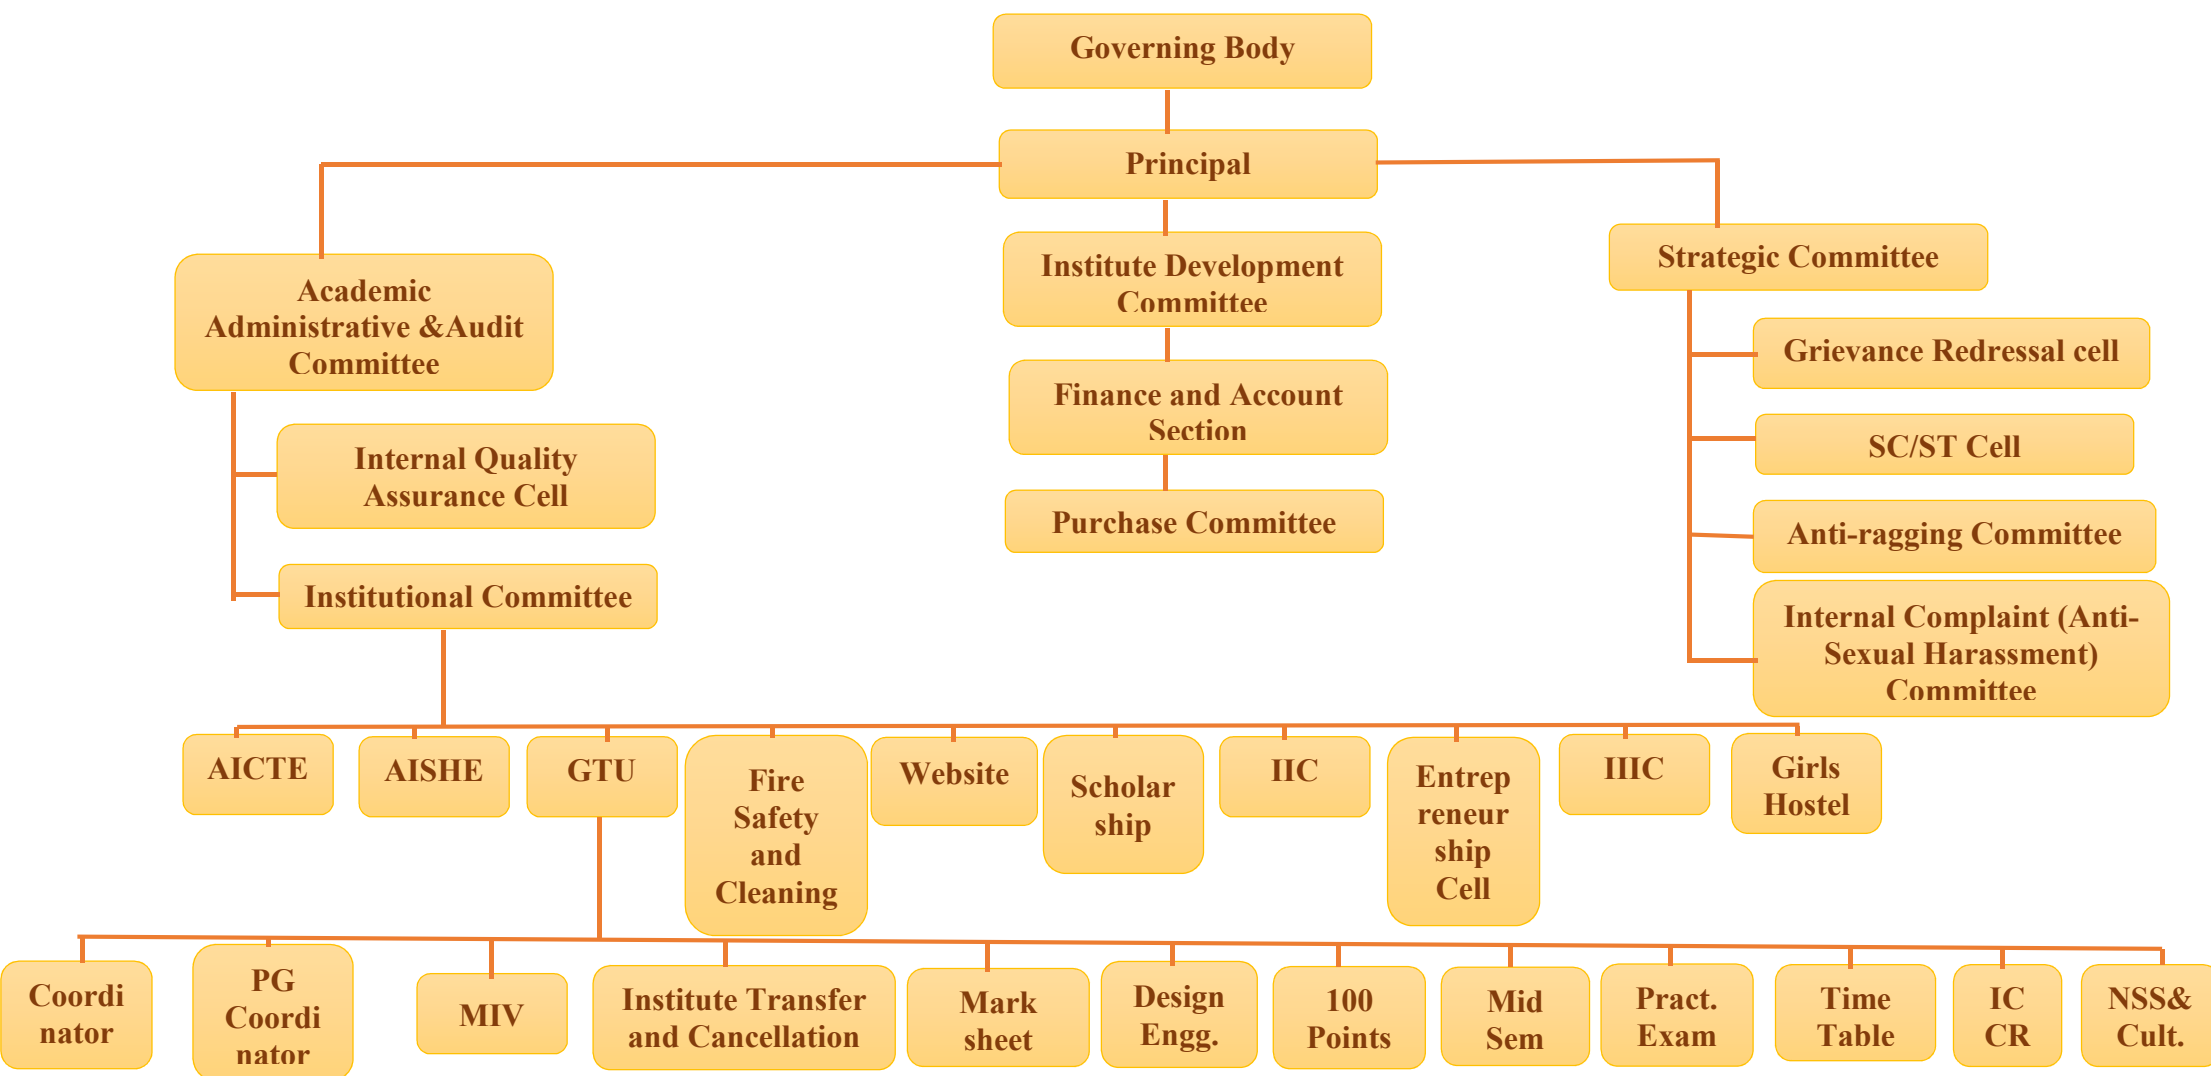 Governing Body
Principal
Academic
Administrative &Audit
Committee
Institute Development
Committee
Strategic Committee
Finance and Account
Section
Purchase Committee
Internal Quality
Assurance Cell
Institutional Committee
Grievance Redressal cell
SC/ST Cell
Anti-ragging Committee
Internal Complaint (Anti-
Sexual Harassment)
Committee
AICTE
AISHE
GTU
Fire
Safety
and
Cleaning
Website
Scholar
ship
IIC
Entrep
reneur
ship
Cell
IIIC
Girls
Hostel
Coordi
nator
PG
Coordi
nator
MIV
Institute Transfer
and Cancellation
Mark
sheet
Design
Engg.
100
Points
Mid
Sem
Pract.
Exam
Time
Table
IC
CR
NSS&
Cult.